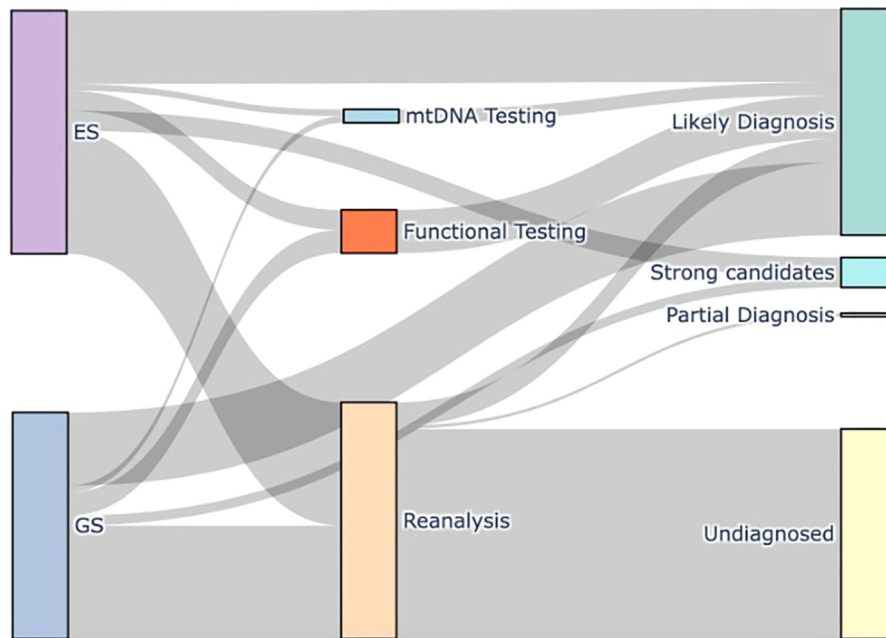 ES
mtDNA Testing
Likely Diagnosis
Functional Testing
Strong candidates
Partial Diagnosis
GS
Reanalysis
Undiagnosed